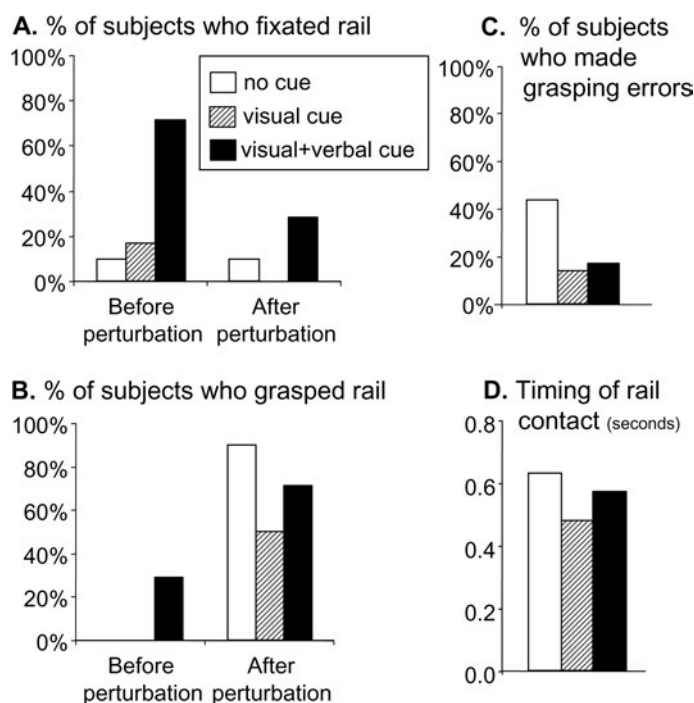 A. % of subjects who fixated rail
100%
80%
60%
40%
20%
0%
no cue
visual cue
visual+verbal cue
Before
perturbation
After
perturbation
C. % of subjects
who made
grasping errors
100%
80%
60%
40%
20%
0%
B. % of subjects who grasped rail
100%
80%
60%
40%
20%
0%
Before
perturbation
After
perturbation
D. Timing of rail
contact (seconds)
0.8
0.6
0.4
0.2
0.0